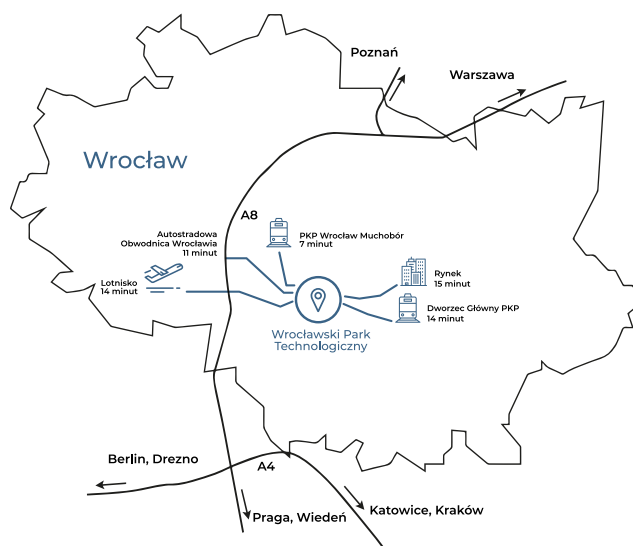 Poznań
Warszawa
Wrocław
A8
Autostradowa
Obwodnica Wrocławia
11 minut
PKP Wrocław Muchobór
7 minut
Lotnisko
14 minut
Rynek
15 minut
Dworzec Główny PKP
14 minut
Wrocławski Park
Technologiczny
Berlin, Drezno
A4
Praga, Wiedeń
Katowice, Kraków